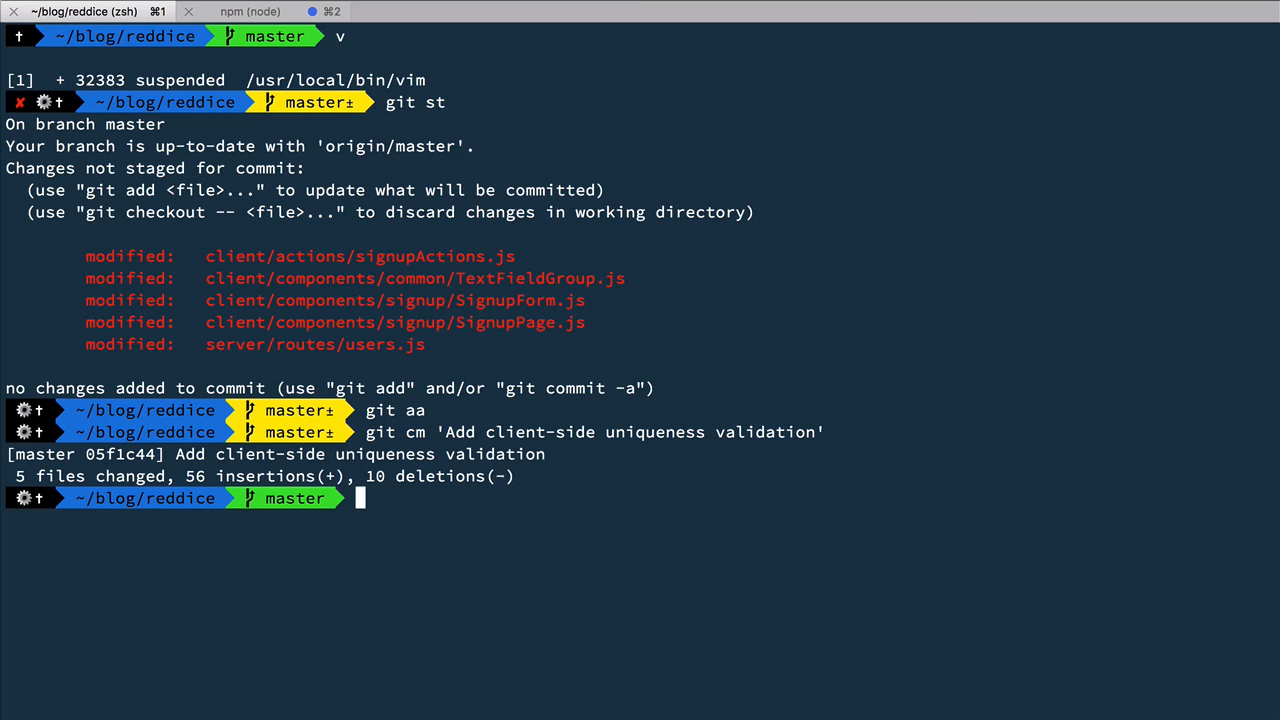 ~/blog/reddice (zsh) ⌘1 npm (node) ⌘2
~/blog/reddice master v
[1] + 32383 suspended /usr/local/bin/vim
~/blog/reddice master± git st
On branch master
Your branch is up-to-date with 'origin/master'.
Changes not staged for commit:
(use "git add <file>..." to update what will be committed)
(use "git checkout -- <file>..." to discard changes in working directory)
modified: client/actions/signupActions.js
modified: client/components/common/TextFieldGroup.js
modified: client/components/signup/SignupForm.js
modified: client/components/signup/SignupPage.js
modified: server/routes/users.js
no changes added to commit (use "git add" and/or "git commit -a")
~/blog/reddice master± git aa
~/blog/reddice master± git cm 'Add client-side uniqueness validation'
[master 05f1c44] Add client-side uniqueness validation
5 files changed, 56 insertions(+), 10 deletions(-)
~/blog/reddice master